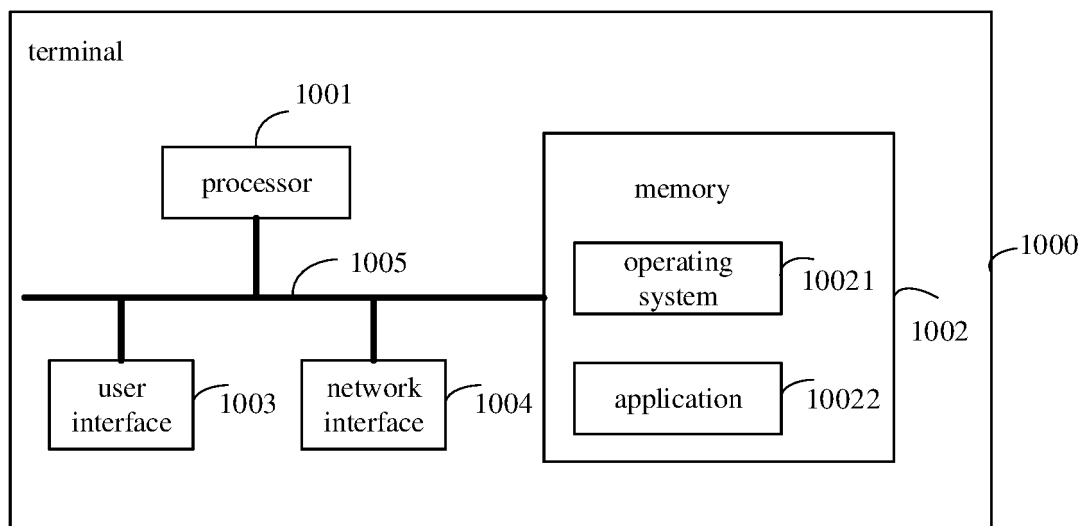 terminal
1001
processor
memory
1000
1005
operating
system
10021
1002
user
interface
1003
network
interface
1004
application
10022